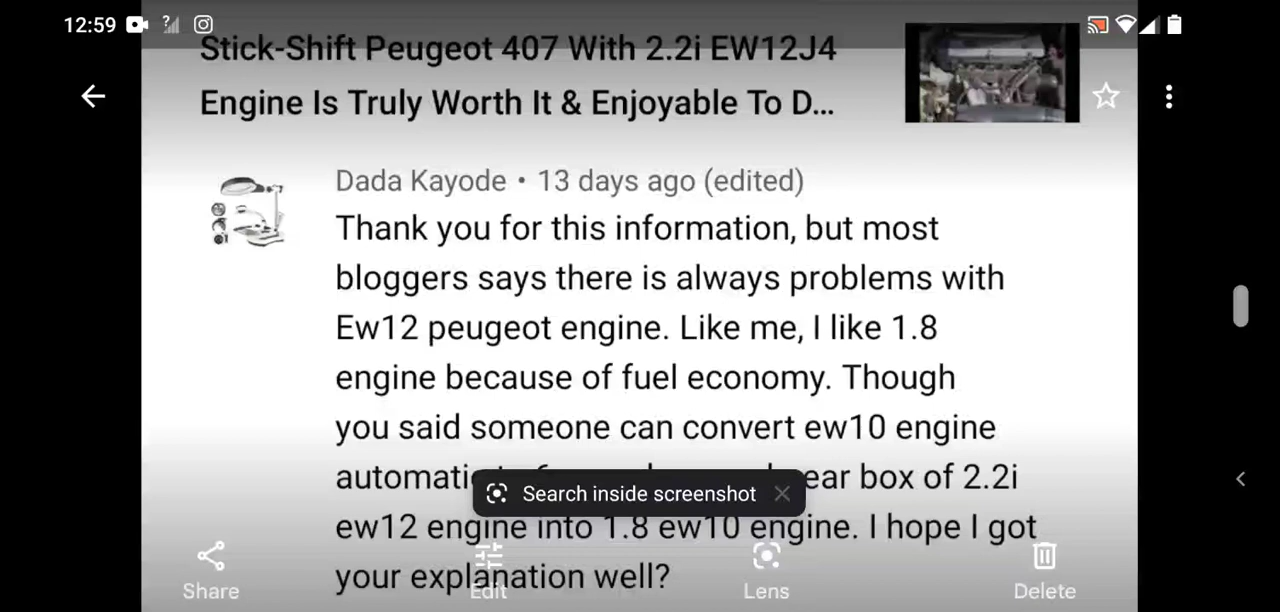 12:59
Stick-Shift Peugeot 407 With 2.2i EW12J4
Engine Is Truly Worth It & Enjoyable To D...
Dada Kayode • 13 days ago (edited)
Thank you for this information, but most
bloggers says there is always problems with
Ew12 peugeot engine. Like me, I like 1.8
engine because of fuel economy. Though
you said someone can convert ew10 engine
box of 2.2i
Search inside screenshot
ew12 engine into 1.8 ew10 engine. I hope I got
your explanation well?
Share
Edit
Lens
Delete